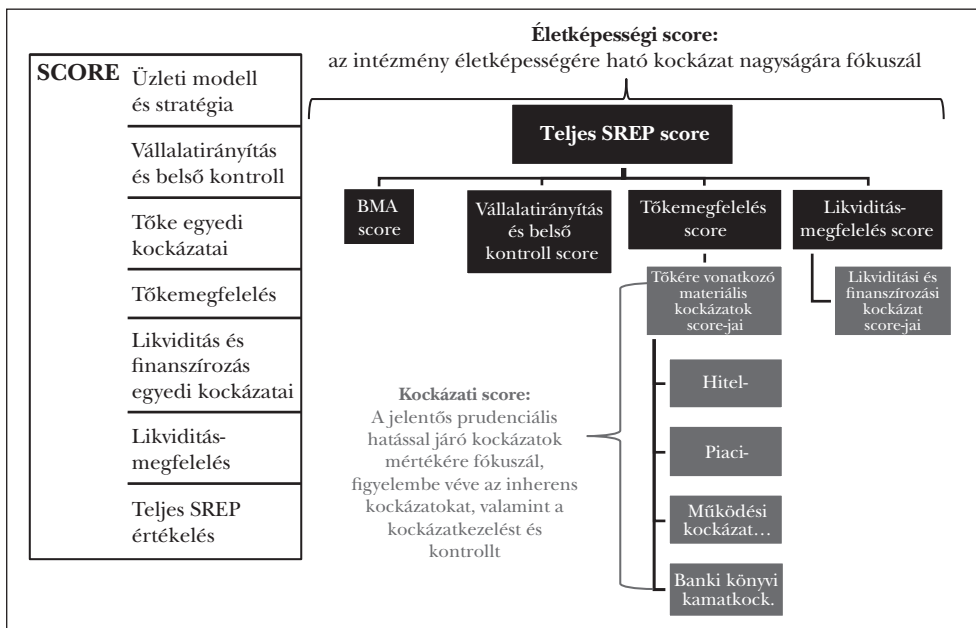 SCORE
Üzleti modell
és stratégia
Vállalatirányítás
és belső kontroll
Tőke egyedi
kockázatai
Tőkemegfelelés
Likviditás és
finanszírozás
egyedi kockázatai
Likviditás-
megfelelés
Teljes SREP
értékelés
Életképességi score:
az intézmény életképességére ható kockázat nagyságára fókuszál
Teljes SREP score
BMA
score
Vállalatirányítás
és belső
kontroll score
Tőkemegfelelés
score
Likviditás-
megfelelés score
Tőkére vonatkozó
materiális
kockázatok
score-jai
Likviditási és
finanszírozási
kockázat
score-jai
Kockázati score:
A jelentős prudenciális
hatással járó kockázatok
mértékére fókuszál,
figyelembe véve az inherens
kockázatokat, valamint a
kockázatkezelést és
kontrollt
Hitel-
Piaci-
Működési
kockázat…
Banki könyvi
kamatkock.